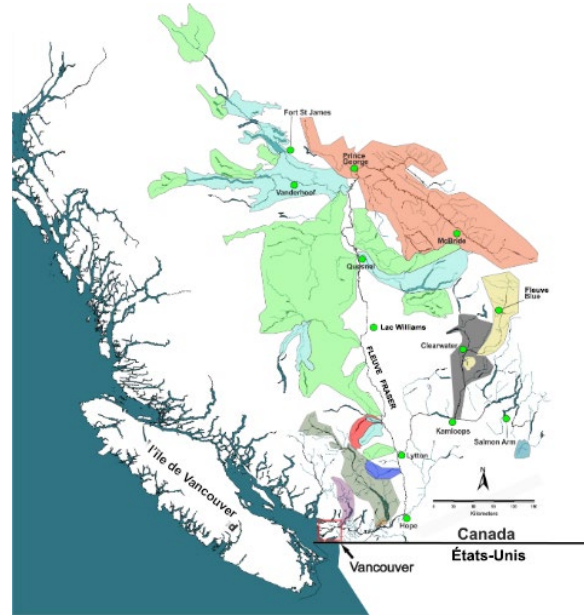 Fort St James
Prince
George
Vanderhoof
McBride
Quesnel
Fleuve
Blue
Lac Williams
Clearwater
FLEUVE FRASER
Kamloops
Salmon Arm
l'île de Vancouver
Lytton
N
Kilometers
Hope
Canada
États-Unis
Vancouver